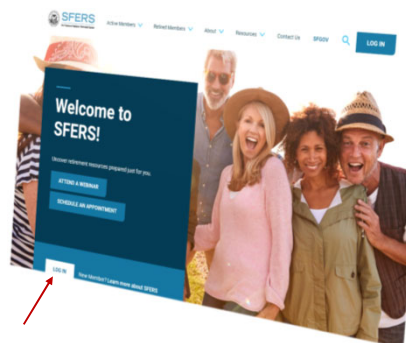 SFERS
Active Members
Retired Members
About
Resources
Contact Us
SFGOV
LOG IN
Welcome to
SFERS!
Uncover retirement resources prepared just for you.
ATTEND A WEBINAR
SCHEDULE AN APPOINTMENT
LOG IN
New Member? Learn more about SFERS